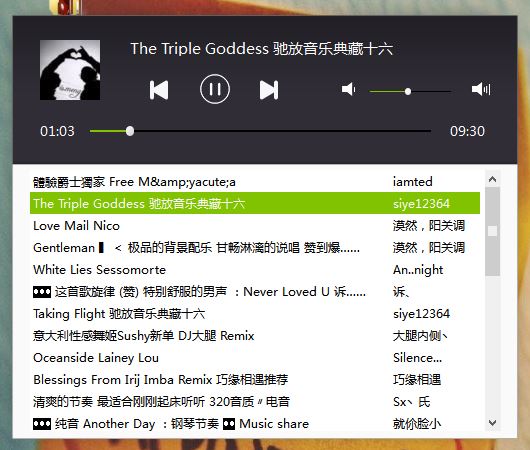 The Triple Goddess 驰放音乐典藏十六
01:03 09:30
體驗爵士獨家 Free M&amp;yacute;a iamted
The Triple Goddess 驰放音乐典藏十六 siye12364
Love Mail Nico 漠然，阳关调
Gentleman ▌ < 极品的背景配乐 甘畅淋漓的说唱 赞到爆......
White Lies Sessomorte An..night
这首歌旋律 (赞) 特别舒服的男声 ：Never Loved U 诉...... 诉、
Taking Flight 驰放音乐典藏十六 siye12364
意大利性感舞姬Sushy新单 DJ大腿 Remix 大腿内侧丶
Oceanside Lainey Lou Silence...
Blessings From Irij Imba Remix 巧缘相遇推荐 巧缘相遇
清爽的节奏 最适合刚刚起床听听 320音质〃电音 Sx丶氏
纯音 Another Day ：钢琴节奏 Music share 就伱脸小